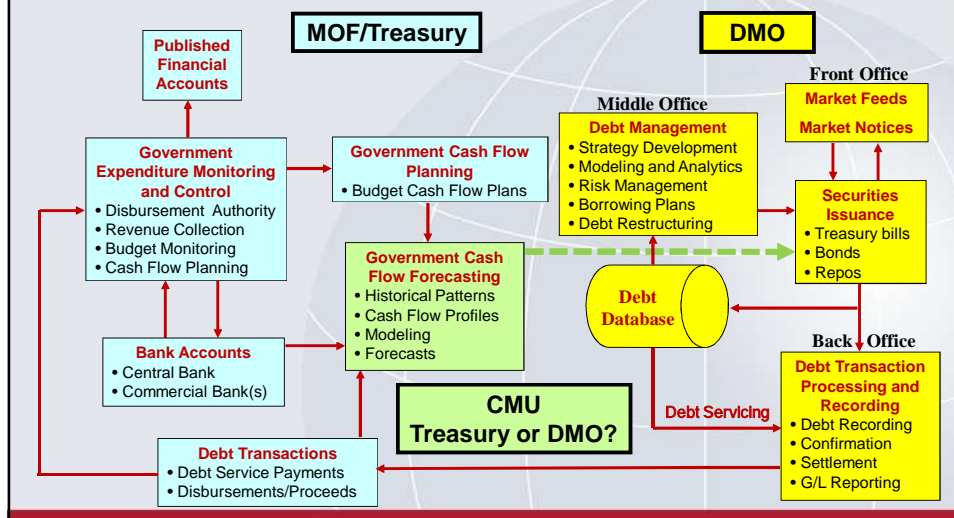 MOF/Treasury
DMO
Published
Financial
Accounts
Government
Expenditure Monitoring
and Control
• Disbursement Authority
• Revenue Collection
• Budget Monitoring
• Cash Flow Planning
Government Cash Flow
Planning
• Budget Cash Flow Plans
Government Cash
Flow Forecasting
• Historical Patterns
• Cash Flow Profiles
• Modeling
• Forecasts
Bank Accounts
• Central Bank
• Commercial Bank(s)
Debt Transactions
• Debt Service Payments
• Disbursements/Proceeds
CMU
Treasury or DMO?
Middle Office
Debt Management
• Strategy Development
• Modeling and Analytics
• Risk Management
• Borrowing Plans
• Debt Restructuring
Front Office
Market Feeds
Market Notices
Securities
Issuance
• Treasury bills
• Bonds
• Repos
Debt
Database
Debt Servicing
Back Office
Debt Transaction
Processing and
Recording
• Debt Recording
• Confirmation
• Settlement
• G/L Reporting